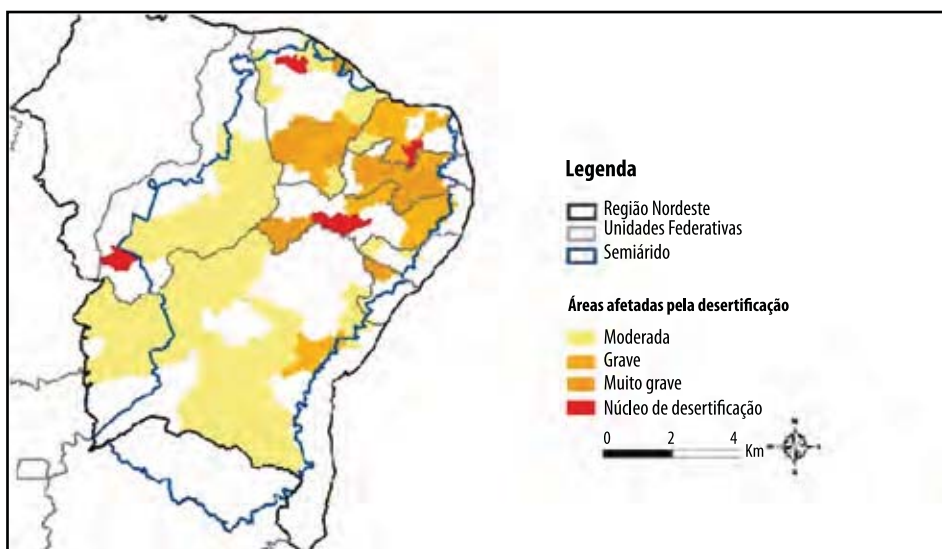 Legenda
Região Nordeste
Unidades Federativas
Semiárido
Áreas afetadas pela desertificação
Moderada
Grave
Muito grave
Núcleo de desertificação
0 2 4
Km